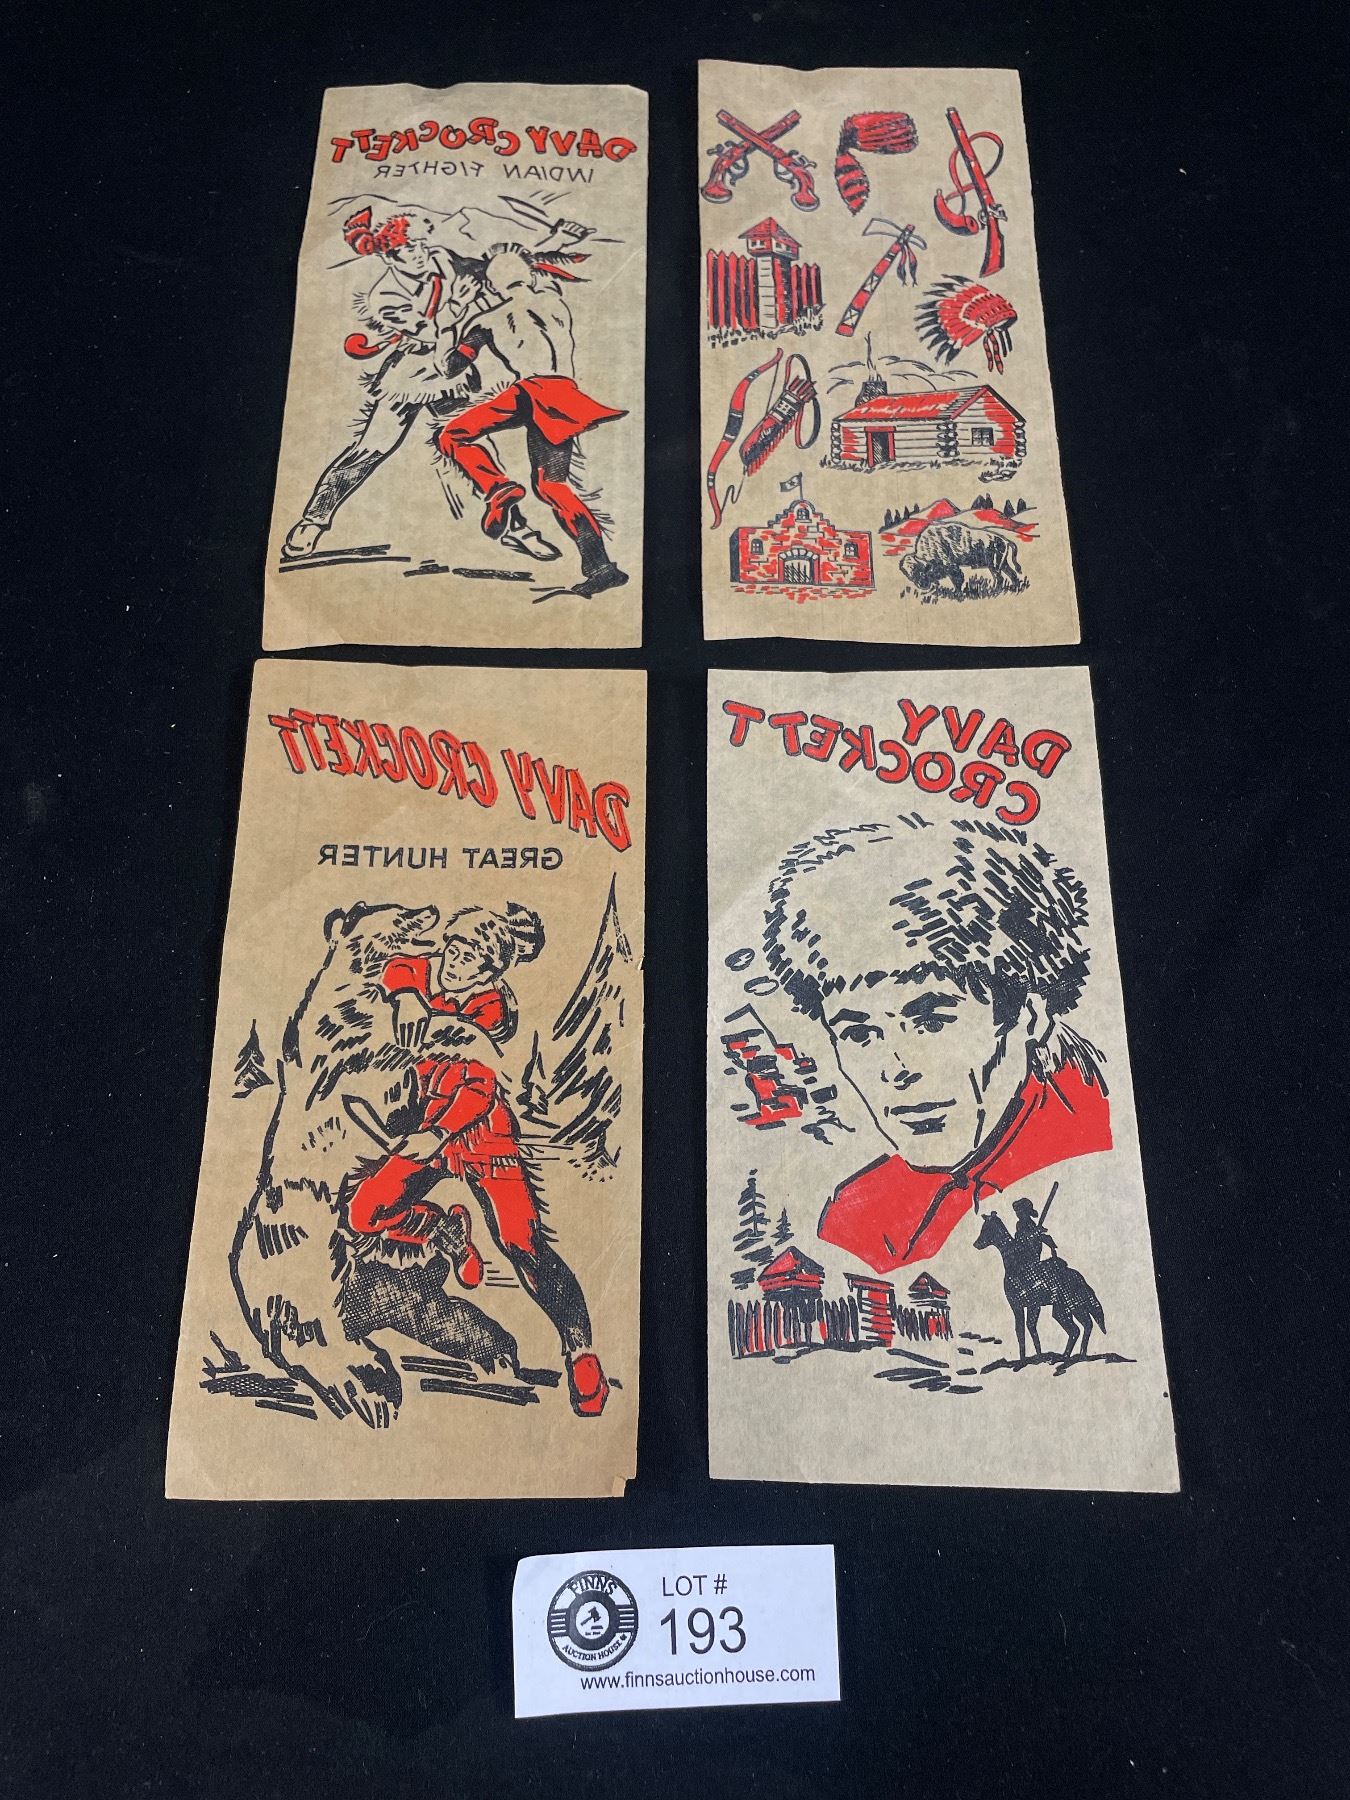 DAVY CROCKETT
INDIAN FIGHTER
DAVY CROCKETT
GREAT HUNTER
DAVY
CROCKETT
FINNS
AUCTION HOUSE
LOT #
193
www.finnsauctionhouse.com